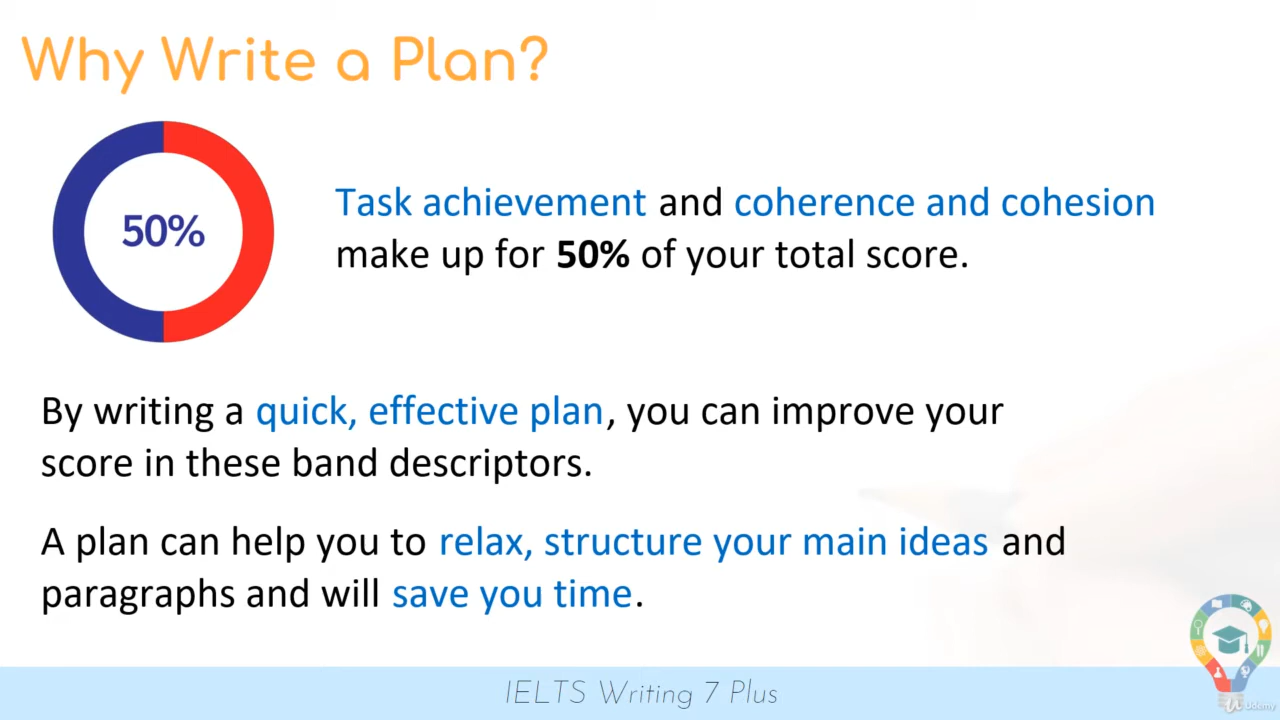 Why Write a Plan?
50%
Task achievement and coherence and cohesion
make up for 50% of your total score.
By writing a quick, effective plan, you can improve your
score in these band descriptors.
A plan can help you to relax, structure your main ideas and
paragraphs and will save you time.
IELTS Writing 7 Plus
Udemy